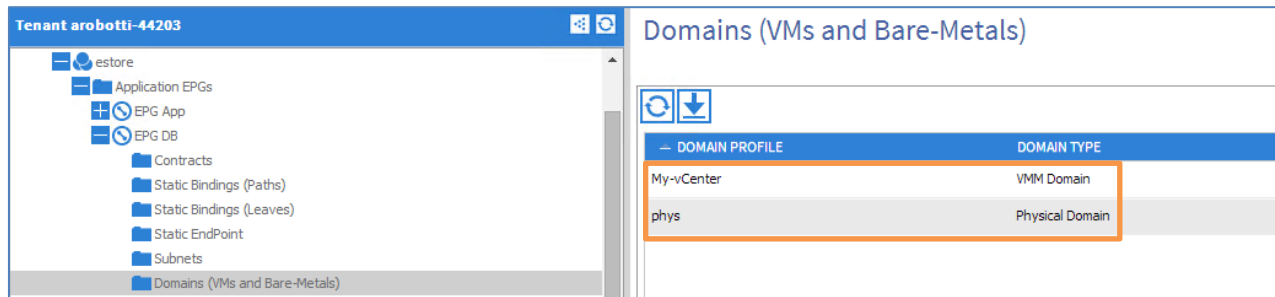 Tenant arobotti-44203
estore
Application EPGs
EPG App
EPG DB
Contracts
Static Bindings (Paths)
Static Bindings (Leaves)
Static EndPoint
Subnets
Domains (VMs and Bare-Metals)
Domains (VMs and Bare-Metals)
DOMAIN PROFILE DOMAIN TYPE
My-vCenter VMM Domain
phys Physical Domain